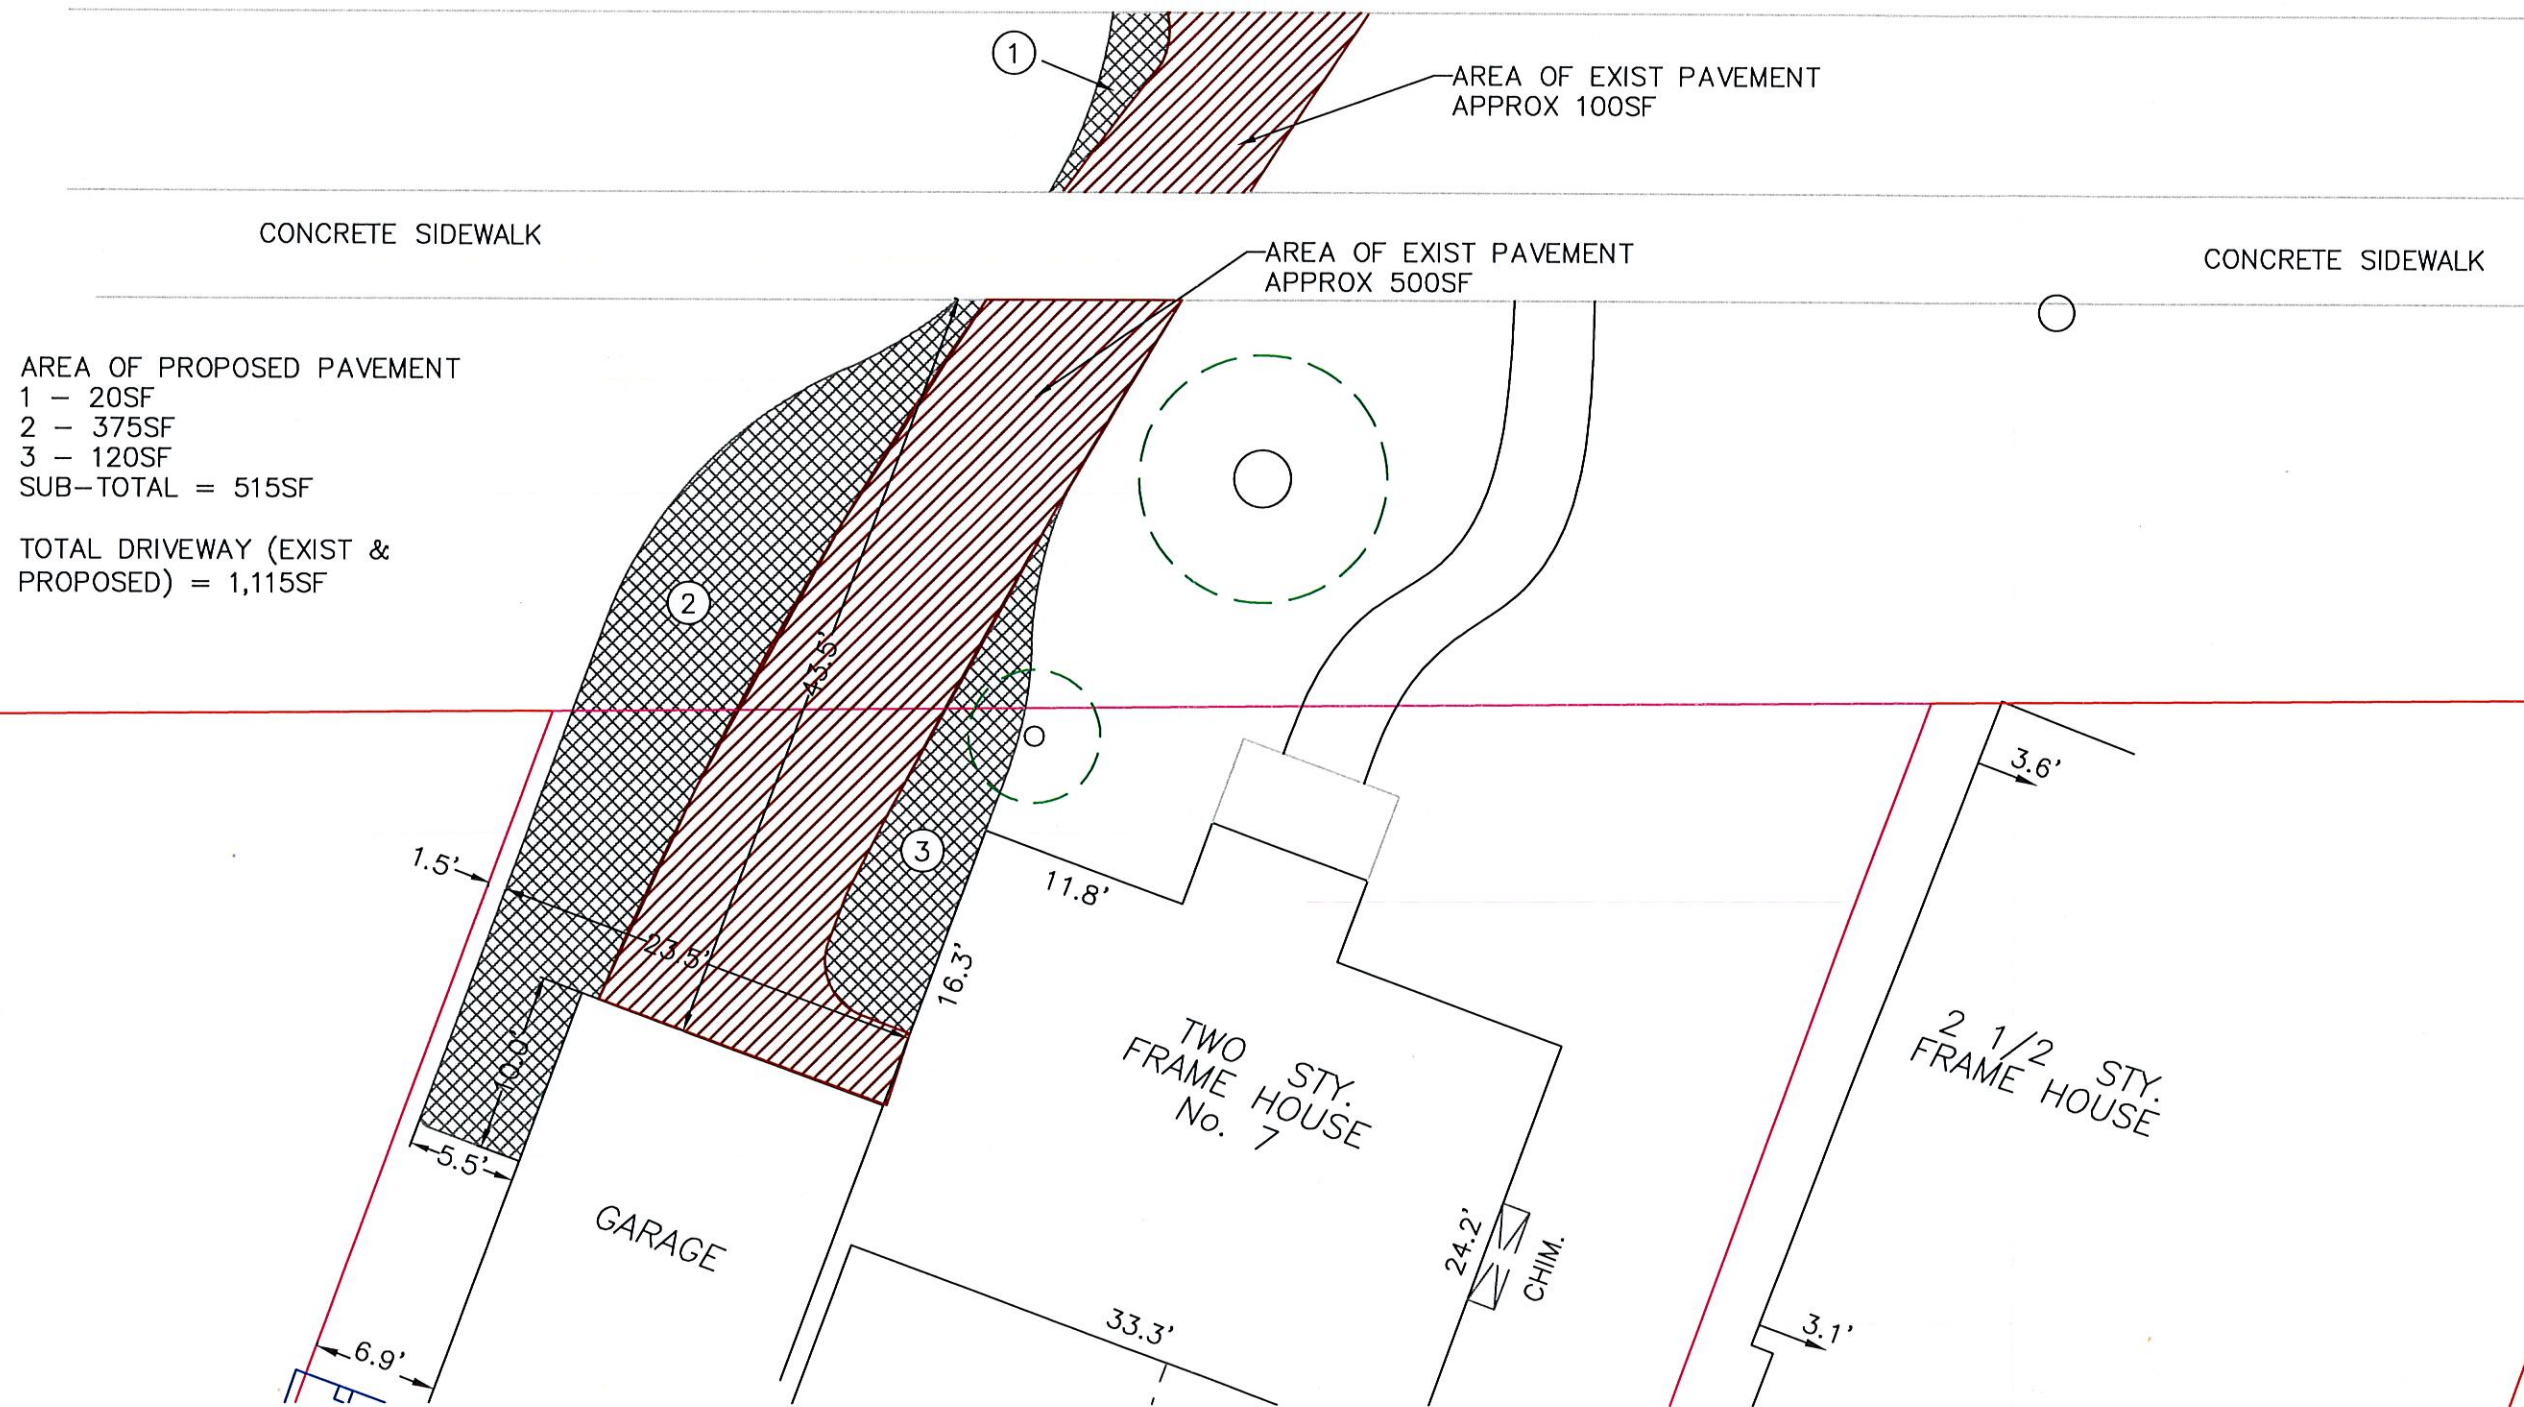 1
AREA OF EXIST PAVEMENT
APPROX 100SF
CONCRETE SIDEWALK
AREA OF EXIST PAVEMENT
APPROX 500SF
CONCRETE SIDEWALK
AREA OF PROPOSED PAVEMENT
1 – 20SF
2 – 375SF
3 – 120SF
SUB–TOTAL = 515SF
TOTAL DRIVEWAY (EXIST &
PROPOSED) = 1,115SF
2
43.5'
3.6'
1.5'
3
11.8'
23.5'
16.3'
10.0'
5.5'
TWO STY.
FRAME HOUSE
No. 7
2 1/2 STY.
FRAME HOUSE
GARAGE
24.2'
CHIM.
33.3'
3.1'
6.9'